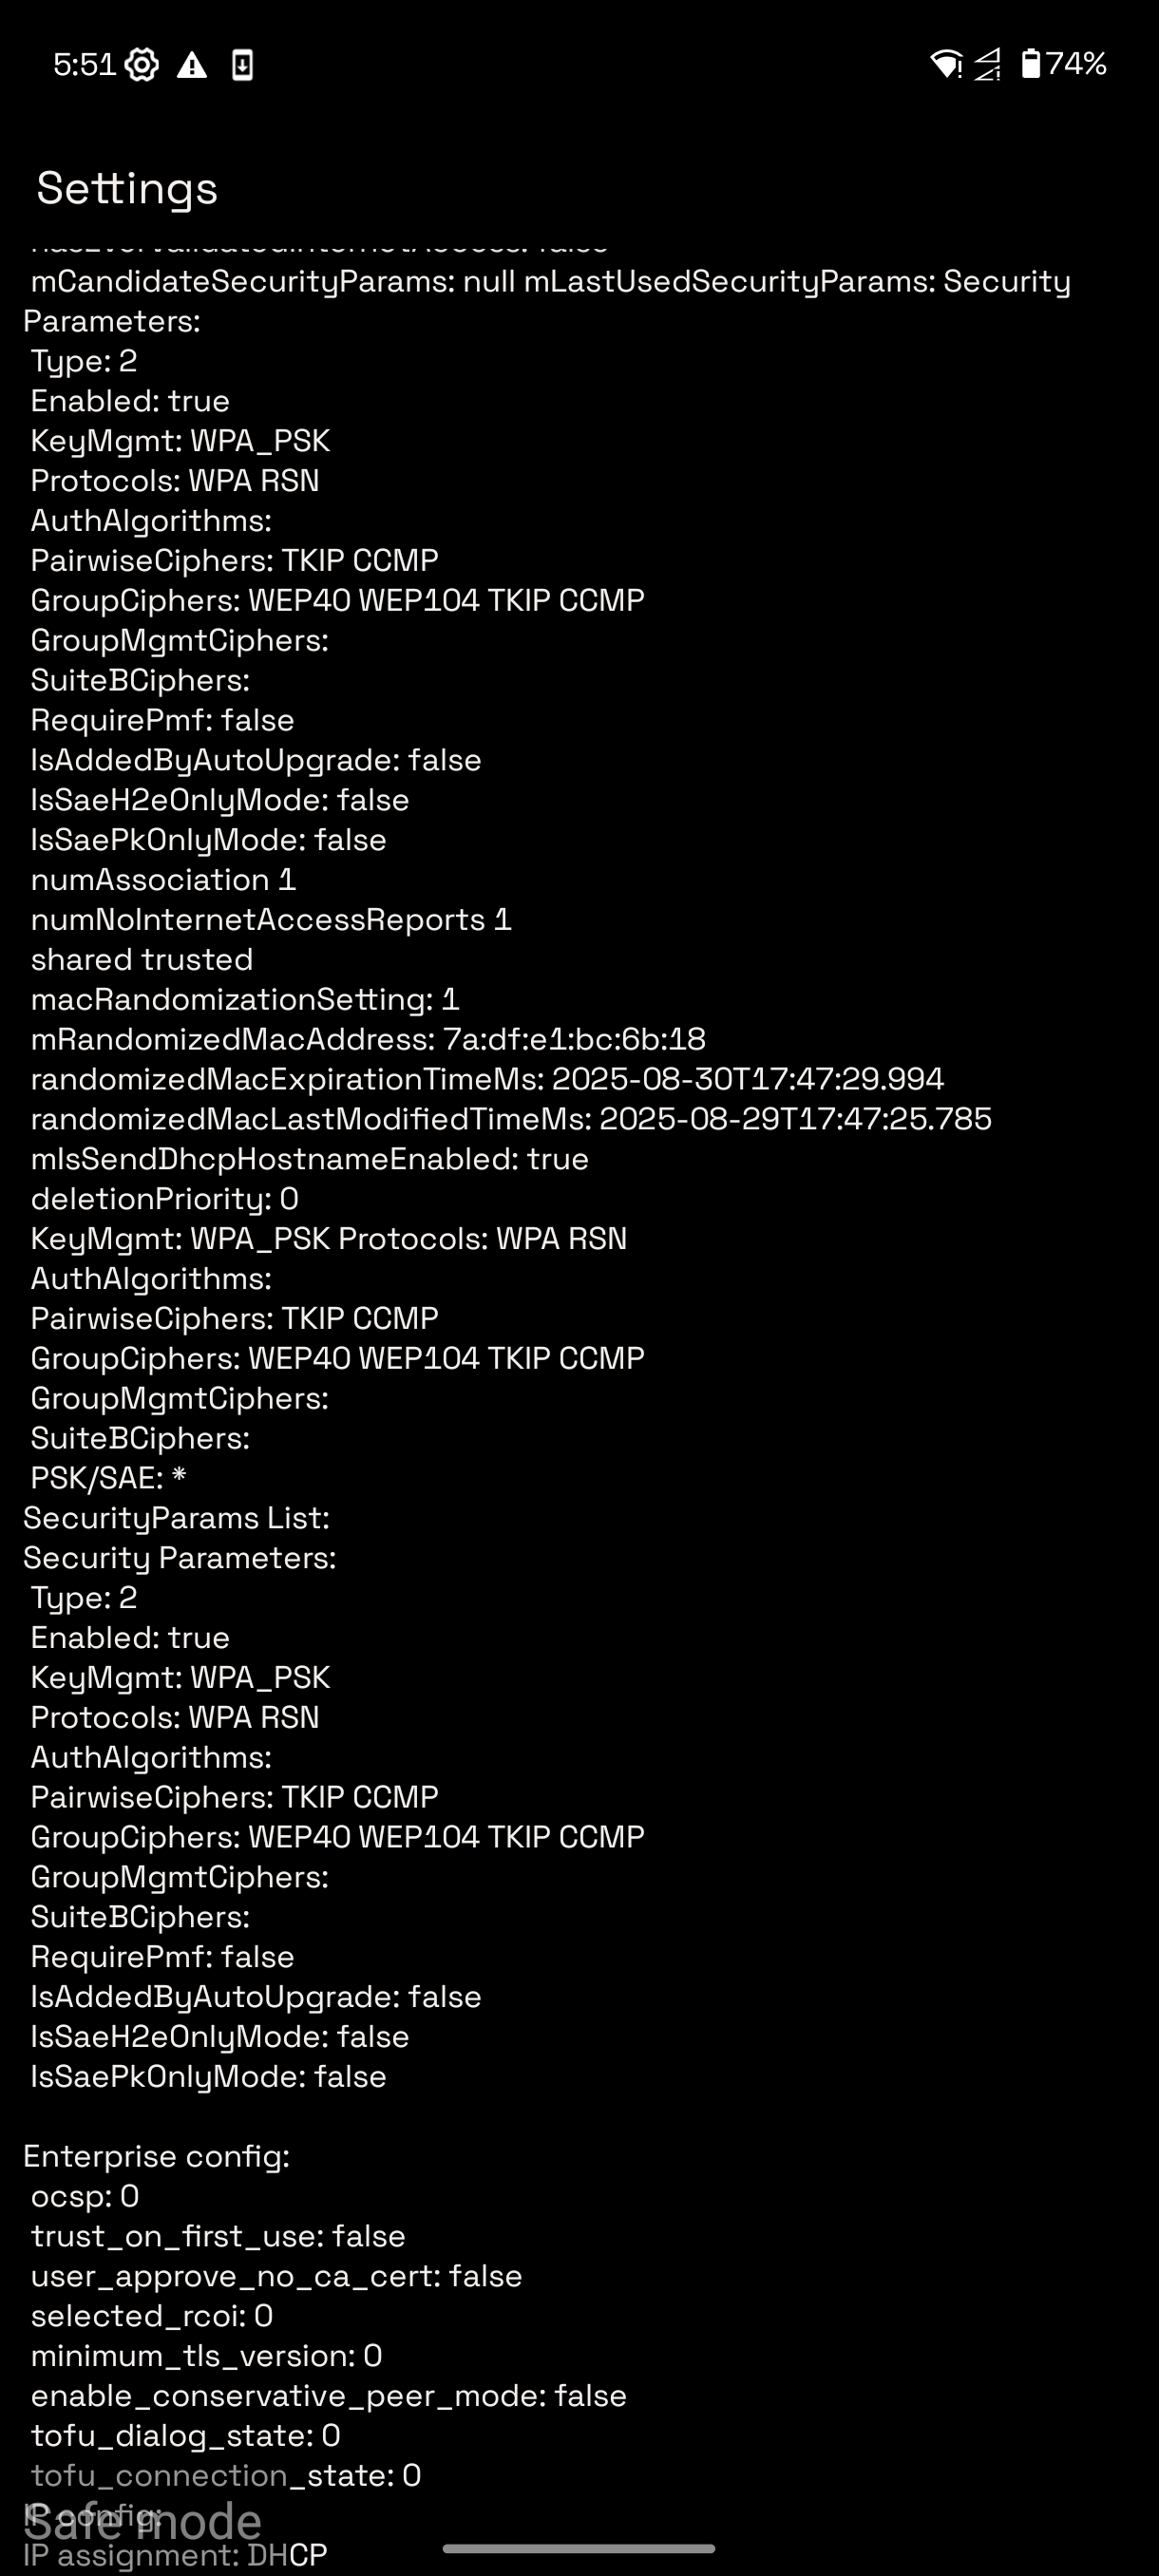 5:51
74%
Settings
hasEverValidatedInternetAccess: false
mCandidateSecurityParams: null mLastUsedSecurityParams: Security
Parameters:
Type: 2
Enabled: true
KeyMgmt: WPA_PSK
Protocols: WPA RSN
AuthAlgorithms:
PairwiseCiphers: TKIP CCMP
GroupCiphers: WEP40 WEP104 TKIP CCMP
GroupMgmtCiphers:
SuiteBCiphers:
RequirePmf: false
IsAddedByAutoUpgrade: false
IsSaeH2eOnlyMode: false
IsSaePkOnlyMode: false
numAssociation 1
numNoInternetAccessReports 1
shared trusted
macRandomizationSetting: 1
mRandomizedMacAddress: 7a:df:e1:bc:6b:18
randomizedMacExpirationTimeMs: 2025-08-30T17:47:29.994
randomizedMacLastModifiedTimeMs: 2025-08-29T17:47:25.785
mIsSendDhcpHostnameEnabled: true
deletionPriority: 0
KeyMgmt: WPA_PSK Protocols: WPA RSN
AuthAlgorithms:
PairwiseCiphers: TKIP CCMP
GroupCiphers: WEP40 WEP104 TKIP CCMP
GroupMgmtCiphers:
SuiteBCiphers:
PSK/SAE: *
SecurityParams List:
Security Parameters:
Type: 2
Enabled: true
KeyMgmt: WPA_PSK
Protocols: WPA RSN
AuthAlgorithms:
PairwiseCiphers: TKIP CCMP
GroupCiphers: WEP40 WEP104 TKIP CCMP
GroupMgmtCiphers:
SuiteBCiphers:
RequirePmf: false
IsAddedByAutoUpgrade: false
IsSaeH2eOnlyMode: false
IsSaePkOnlyMode: false
Enterprise config:
ocsp: 0
trust_on_first_use: false
user_approve_no_ca_cert: false
selected_rcoi: 0
minimum_tls_version: 0
enable_conservative_peer_mode: false
tofu_dialog_state: 0
tofu_connection_state: 0
IP config:
Safe mode
IP assignment: DHCP